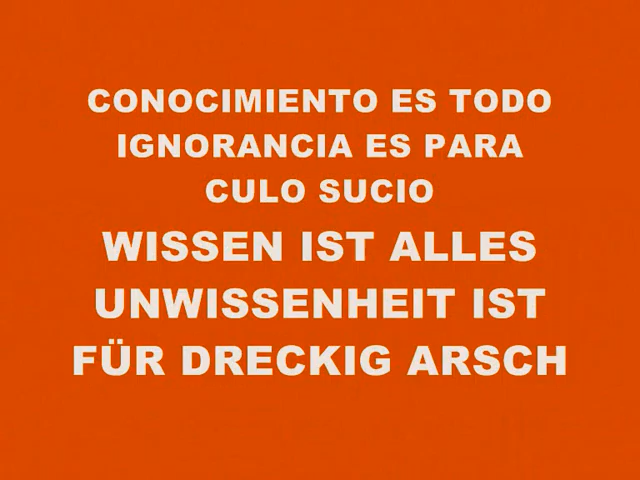 CONOCIMIENTO ES TODO
IGNORANCIA ES PARA
CULO SUCIO
WISSEN IST ALLES
UNWISSENHEIT IST
FÜR DRECKIG ARSCH